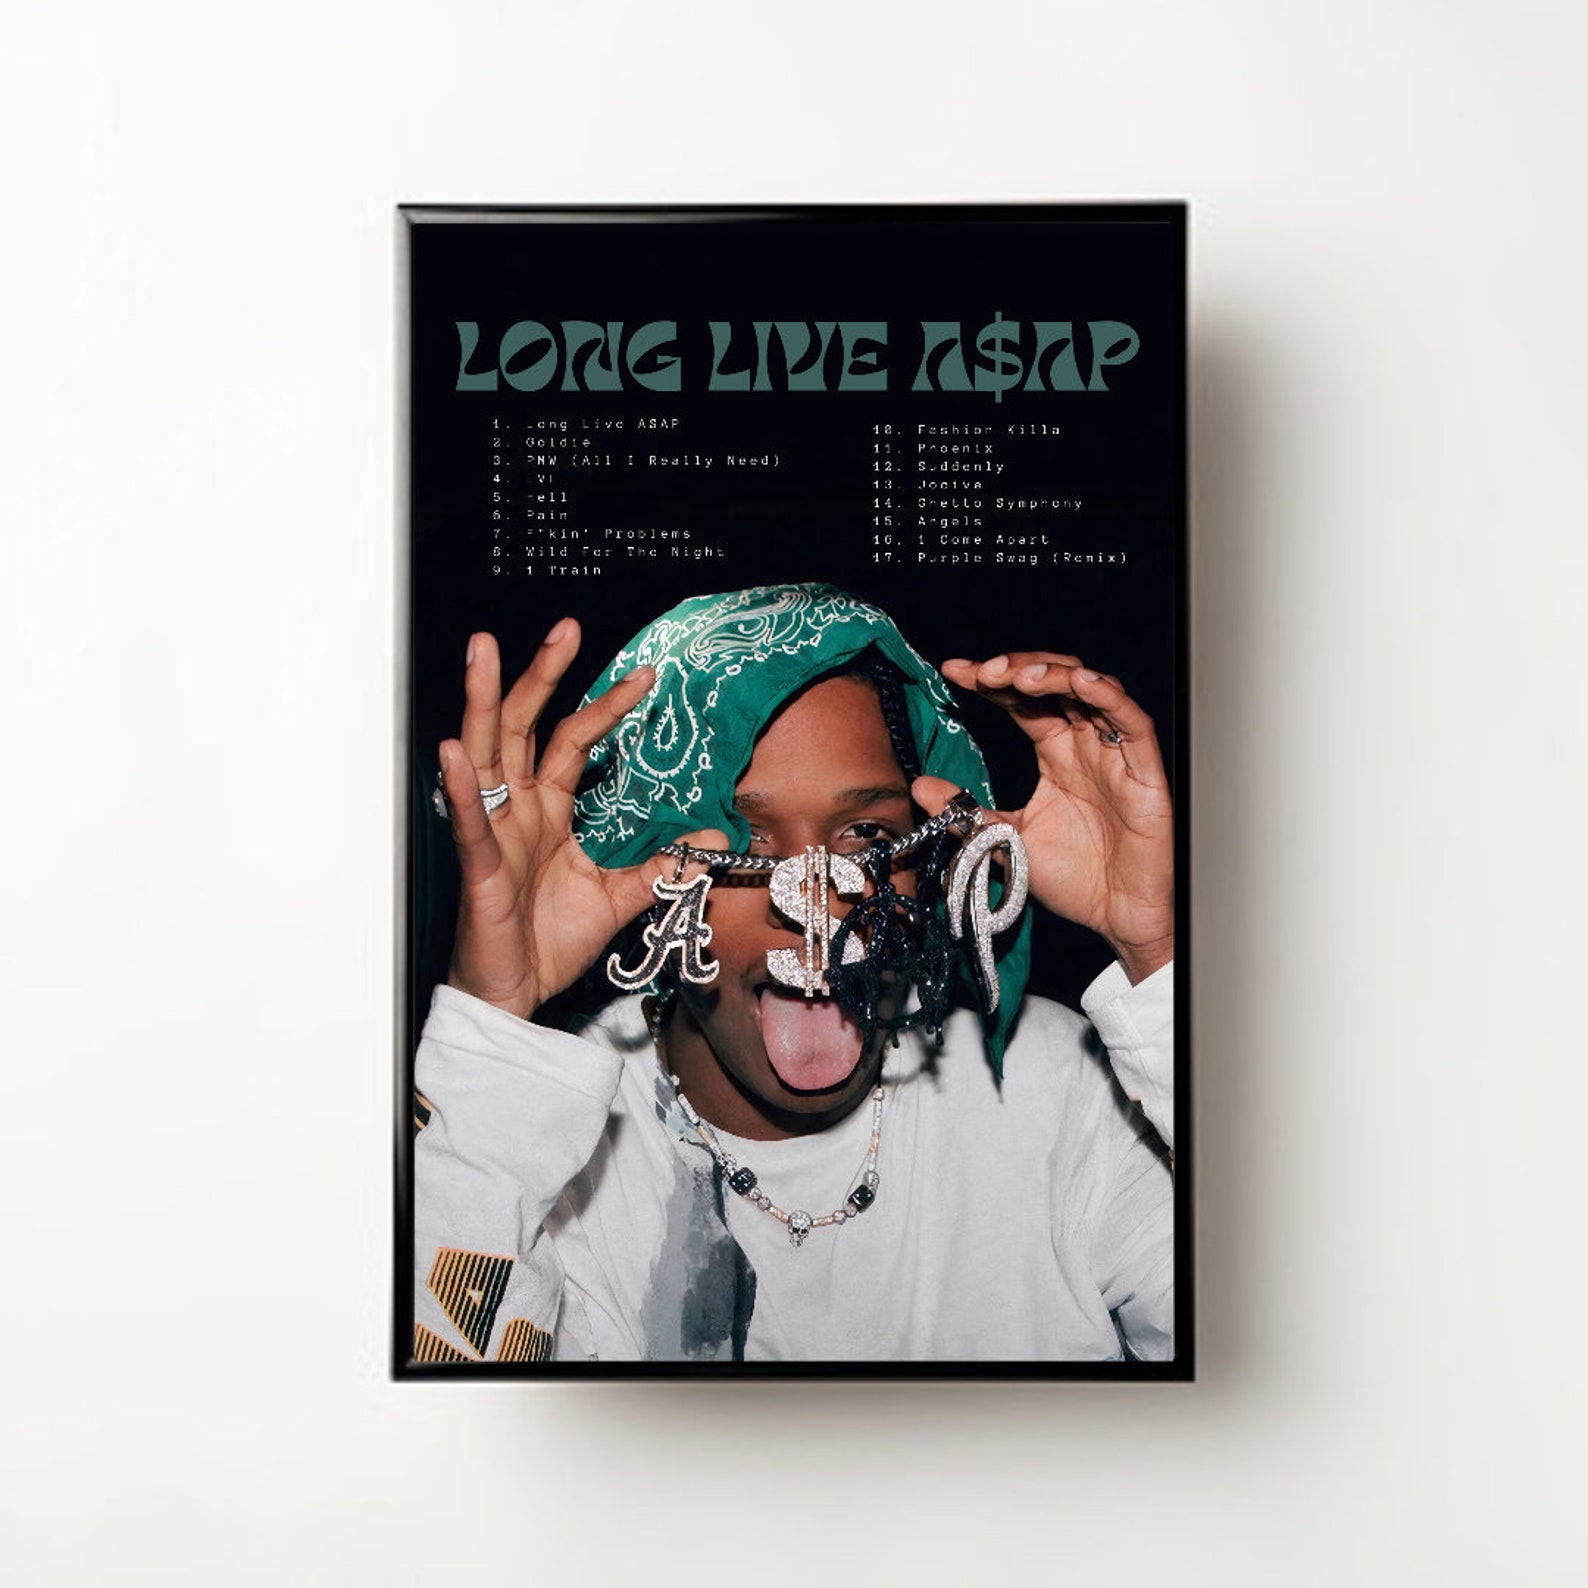 LONG LIVE A$AP
1. Long Live ASAP
2. Goldie
3. PMW (All I Really Need)
4. LVL
5. Hell
6. Pain
7. F*kin' Problems
8. Wild For The Night
9. 1 Train
10. Fashion Killa
11. Phoenix
12. Suddenly
13. Jodye
14. Ghetto Symphony
15. Angels
16. I Come Apart
17. Purple Swag (Remix)
A $ A P